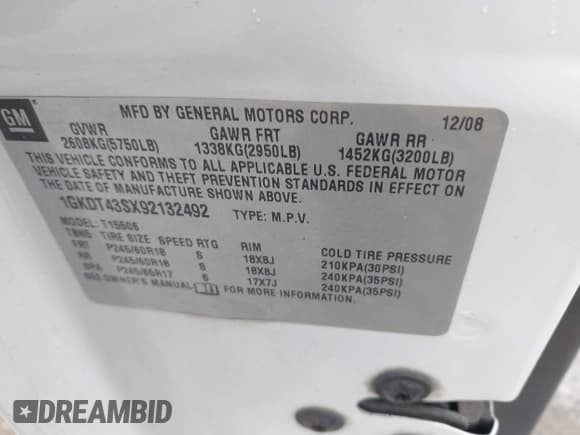 GM
MFD BY GENERAL MOTORS CORP. 12/08
GVWR GAWR FRT GAWR RR
2608KG(5750LB) 1338KG(2950LB) 1452KG(3200LB)
THIS VEHICLE CONFORMS TO ALL APPLICABLE U.S. FEDERAL MOTOR
VEHICLE SAFETY AND THEFT PREVENTION STANDARDS IN EFFECT ON
THE DATE OF MANUFACTURE SHOWN ABOVE.
1GKDT43SX92132492 TYPE: M.P.V.
MODEL: T15506
TIRE SIZE SPEED RTG RIM COLD TIRE PRESSURE
FRT P245/60R18 S 18X8J 210KPA(30PSI)
RR P245/60R18 S 18X8J 240KPA(35PSI)
SPA P245/65R17 S 17X7J 240KPA(35PSI)
SEE OWNER'S MANUAL FOR MORE INFORMATION.
DREAMBID